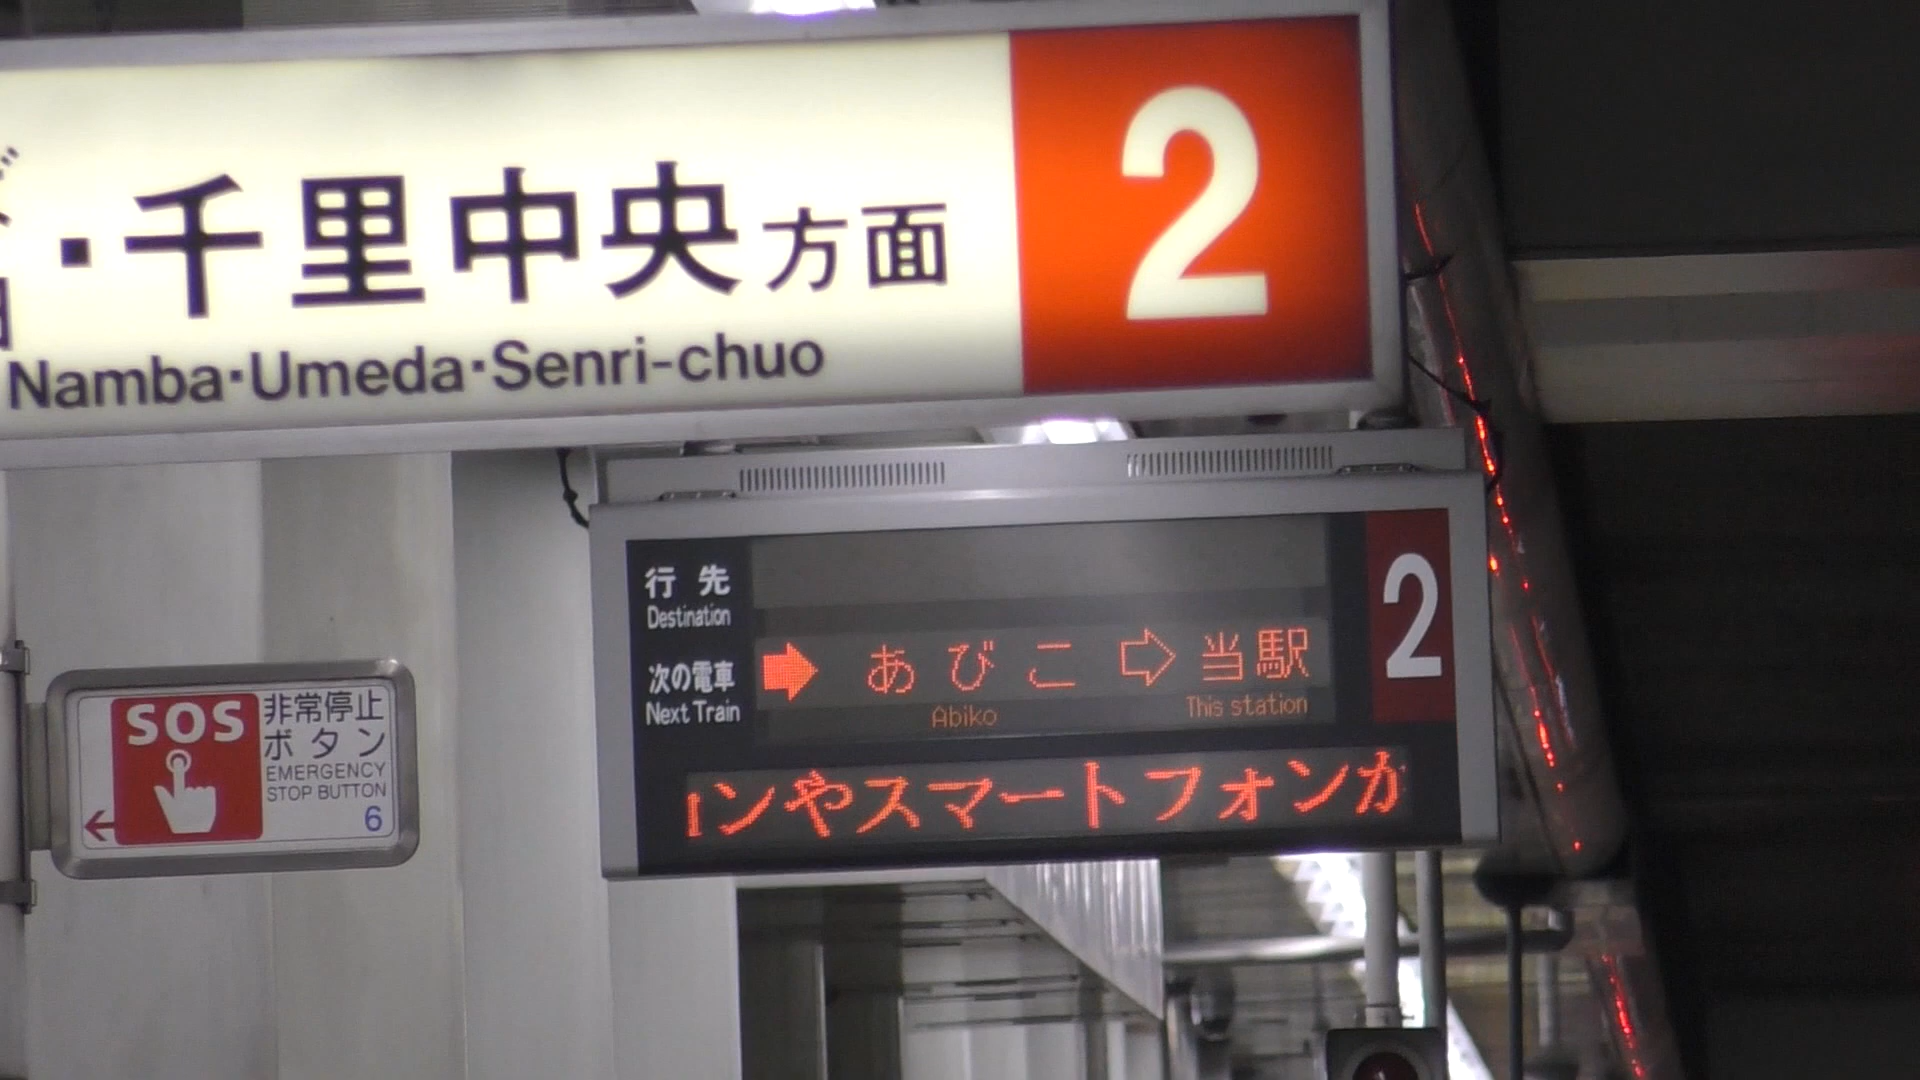 ・千里中央方面
Namba・Umeda・Senri-chuo
2
行先
Destination
次の電車
Next Train
➡ あびこ ⇨ 当駅
Abiko This station
2
ンやスマートフォンか
SOS
非常停止
ボタン
EMERGENCY
STOP BUTTON
6
←